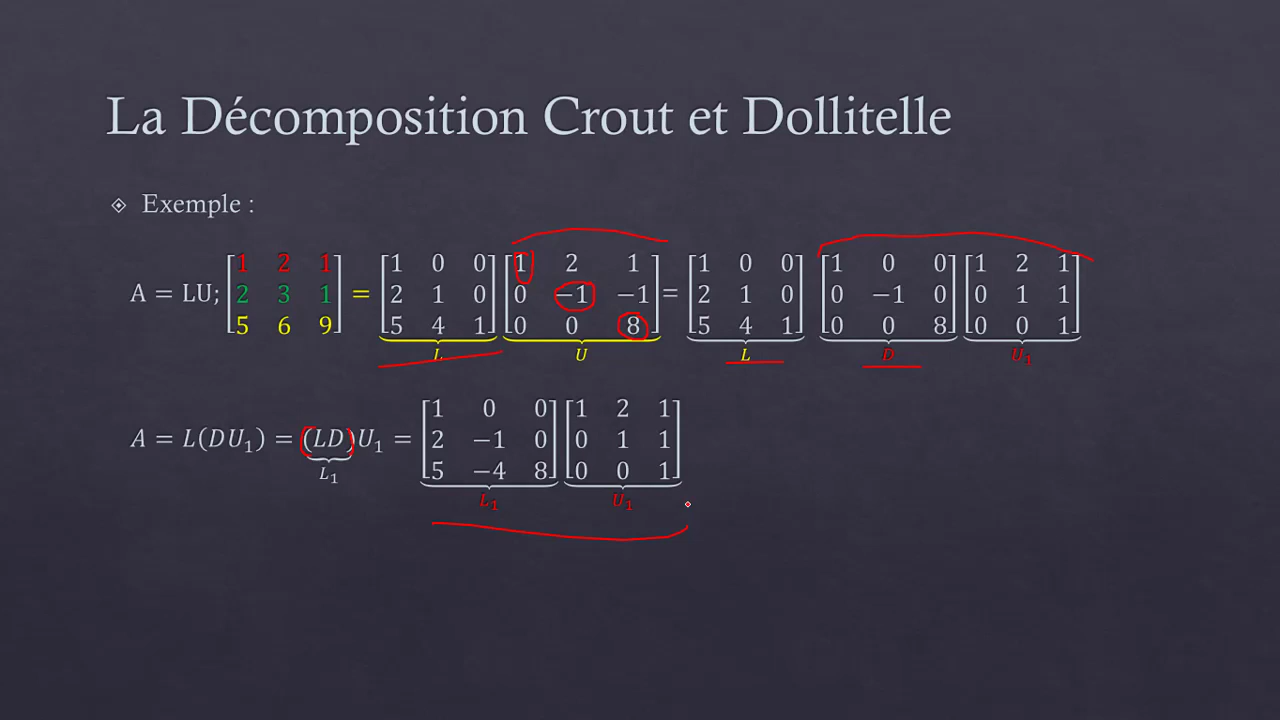 La Décomposition Crout et Dollitelle
Exemple :
A = LU; [1 2 1; 2 3 1; 5 6 9] = [1 0 0; 2 1 0; 5 4 1] [1 2 1; 0 −1 −1; 0 0 8] = [1 0 0; 2 1 0; 5 4 1] [1 0 0; 0 −1 0; 0 0 8] [1 2 1; 0 1 1; 0 0 1]
L U L D U₁
A = L(DU₁) = (LD)U₁ = [1 0 0; 2 −1 0; 5 −4 8] [1 2 1; 0 1 1; 0 0 1]
L₁ L₁ U₁